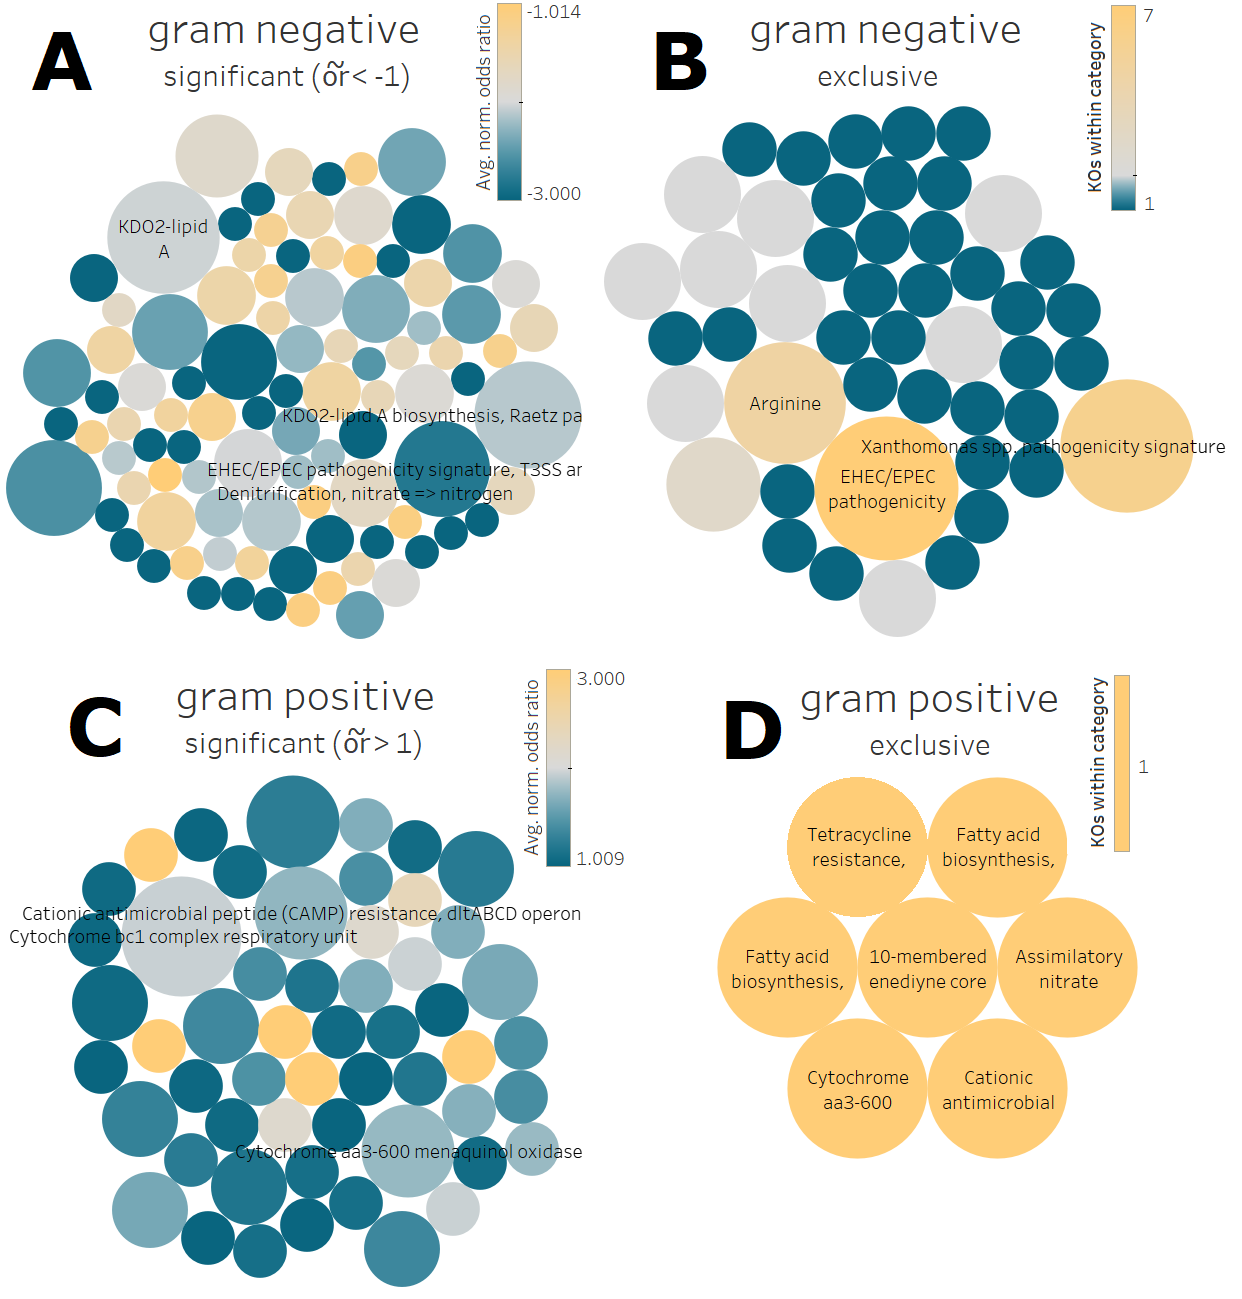 A
gram negative
significant (õr< -1)
Avg. norm. odds ratio
-1.014
-3.000
KDO2-lipid
A
KDO2-lipid A biosynthesis, Raetz pa
EHEC/EPEC pathogenicity signature, T3SS ar
Denitrification, nitrate => nitrogen
B
gram negative
exclusive
KOs within category
7
1
Arginine
Xanthomonas spp. pathogenicity signature
EHEC/EPEC
pathogenicity
C
gram positive
significant (õr> 1)
Avg. norm. odds ratio
3.000
1.009
Cationic antimicrobial peptide (CAMP) resistance, dltABCD operon
Cytochrome bc1 complex respiratory unit
Cytochrome aa3-600 menaquinol oxidase
D
gram positive
exclusive
KOs within category
1
Tetracycline
resistance,
Fatty acid
biosynthesis,
Fatty acid
biosynthesis,
10-membered
enediyne core
Assimilatory
nitrate
Cytochrome
aa3-600
Cationic
antimicrobial